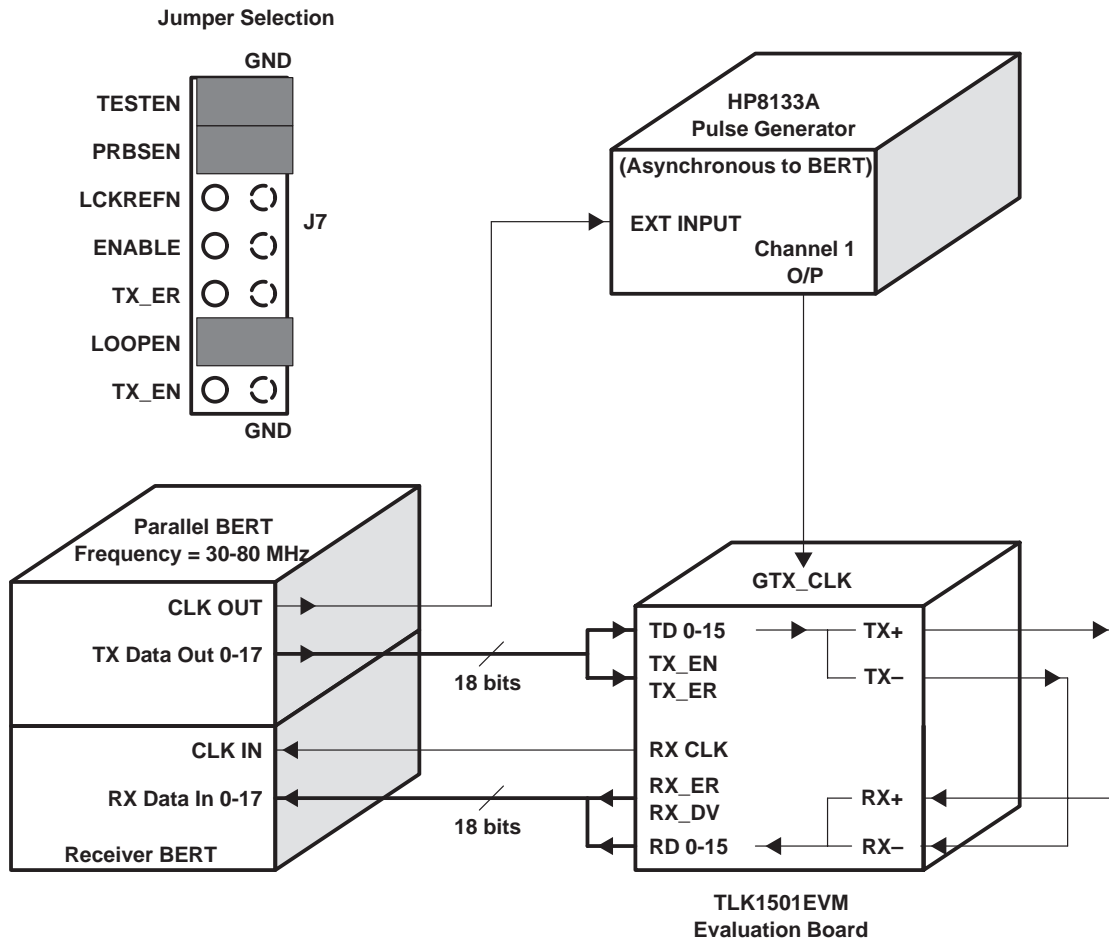 Jumper Selection
GND
TESTEN
PRBSEN
LCKREFN
ENABLE
TX_ER
LOOPEN
TX_EN
J7
GND
HP8133A
Pulse Generator
(Asynchronous to BERT)
EXT INPUT
Channel 1
O/P
Parallel BERT
Frequency = 30-80 MHz
CLK OUT
TX Data Out 0-17
18 bits
CLK IN
RX Data In 0-17
18 bits
Receiver BERT
GTX_CLK
TD 0-15
TX+
TX_EN
TX–
TX_ER
RX CLK
RX_ER
RX+
RX_DV
RD 0-15
RX–
TLK1501EVM
Evaluation Board